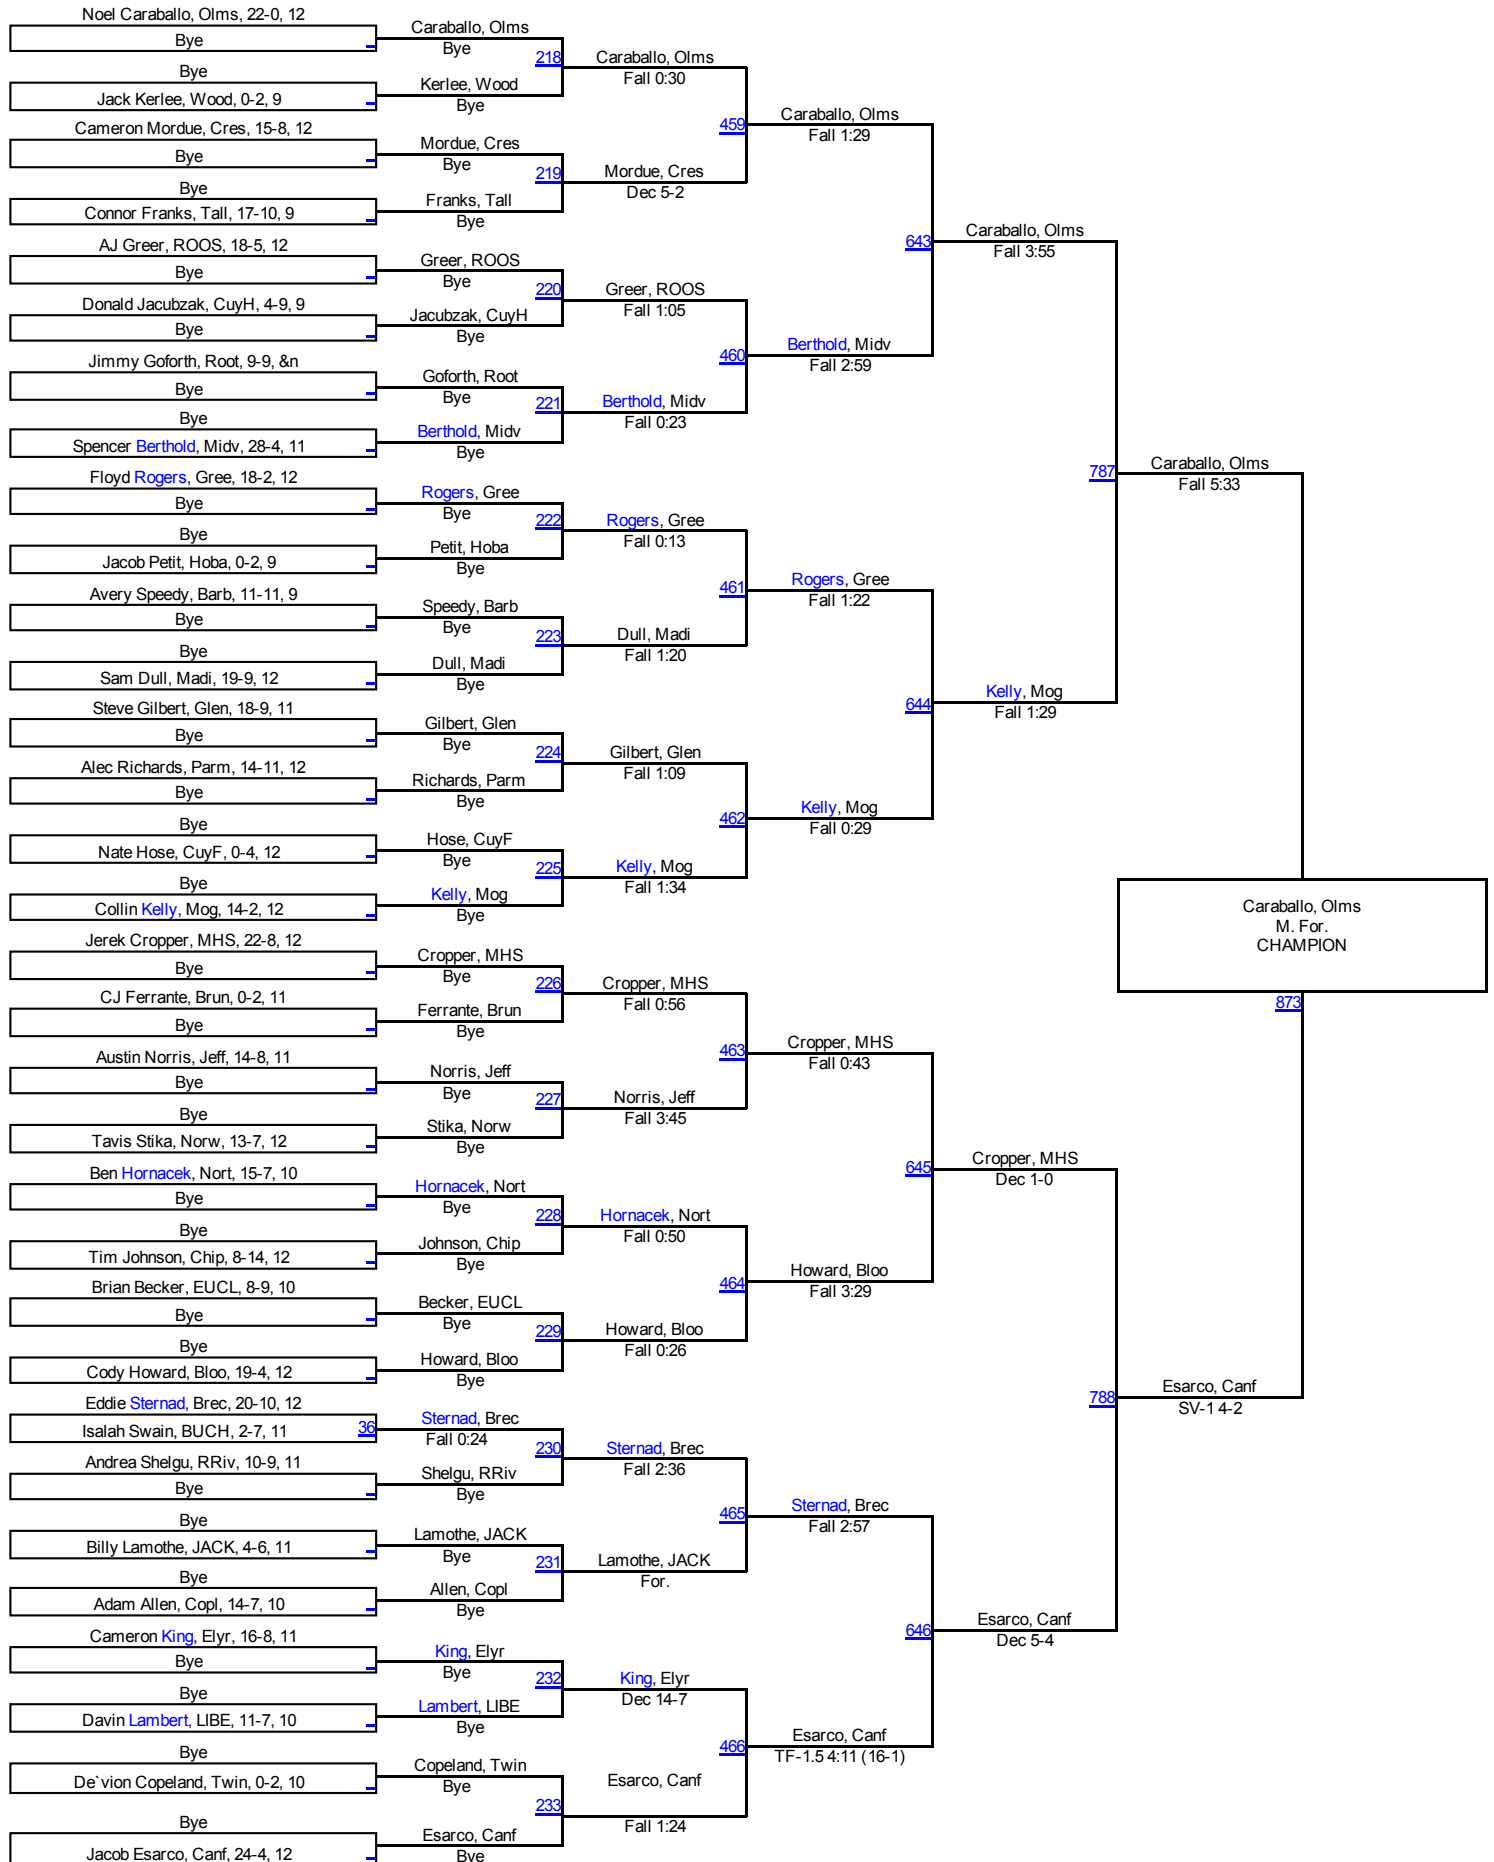 Noel Caraballo, Olms, 22-0, 12
Bye
Bye
Jack Kerlee, Wood, 0-2, 9
Cameron Mordue, Cres, 15-8, 12
Bye
Bye
Connor Franks, Tall, 17-10, 9
AJ Greer, ROOS, 18-5, 12
Bye
Donald Jacubzak, CuyH, 4-9, 9
Bye
Jimmy Goforth, Root, 9-9, &n
Bye
Bye
Spencer Berthold, Midv, 28-4, 11
Floyd Rogers, Gree, 18-2, 12
Bye
Bye
Jacob Petit, Hoba, 0-2, 9
Avery Speedy, Barb, 11-11, 9
Bye
Bye
Sam Dull, Madi, 19-9, 12
Steve Gilbert, Glen, 18-9, 11
Bye
Alec Richards, Parm, 14-11, 12
Bye
Bye
Nate Hose, CuyF, 0-4, 12
Bye
Collin Kelly, Mog, 14-2, 12
Jerek Cropper, MHS, 22-8, 12
Bye
CJ Ferrante, Brun, 0-2, 11
Bye
Austin Norris, Jeff, 14-8, 11
Bye
Bye
Tavis Stika, Norw, 13-7, 12
Ben Hornacek, Nort, 15-7, 10
Bye
Bye
Tim Johnson, Chip, 8-14, 12
Brian Becker, EUCL, 8-9, 10
Bye
Bye
Cody Howard, Bloo, 19-4, 12
Eddie Sternad, Brec, 20-10, 12
Isalah Swain, BUCH, 2-7, 11
36
Andrea Shelgu, RRiv, 10-9, 11
Bye
Bye
Billy Lamothe, JACK, 4-6, 11
Bye
Adam Allen, Copl, 14-7, 10
Cameron King, Elyr, 16-8, 11
Bye
Bye
Davin Lambert, LIBE, 11-7, 10
Bye
De`vion Copeland, Twin, 0-2, 10
Bye
Jacob Esarco, Canf, 24-4, 12
Caraballo, Olms
Bye
218
Kerlee, Wood
Bye
Mordue, Cres
Bye
219
Franks, Tall
Bye
Greer, ROOS
Bye
220
Jacubzak, CuyH
Bye
Goforth, Root
Bye
221
Berthold, Midv
Bye
Rogers, Gree
Bye
222
Petit, Hoba
Bye
Speedy, Barb
Bye
223
Dull, Madi
Bye
Gilbert, Glen
Bye
224
Richards, Parm
Bye
Hose, CuyF
Bye
225
Kelly, Mog
Bye
Cropper, MHS
Bye
226
Ferrante, Brun
Bye
Norris, Jeff
Bye
227
Stika, Norw
Bye
Hornacek, Nort
Bye
228
Johnson, Chip
Bye
Becker, EUCL
Bye
229
Howard, Bloo
Bye
Sternad, Brec
Fall 0:24
230
Shelgu, RRiv
Bye
Lamothe, JACK
Bye
231
Allen, Copl
Bye
King, Elyr
Bye
232
Lambert, LIBE
Bye
Copeland, Twin
Bye
233
Esarco, Canf
Bye
Caraballo, Olms
Fall 0:30
459
Mordue, Cres
Dec 5-2
Greer, ROOS
Fall 1:05
460
Berthold, Midv
Fall 0:23
Rogers, Gree
Fall 0:13
461
Dull, Madi
Fall 1:20
Gilbert, Glen
Fall 1:09
462
Kelly, Mog
Fall 1:34
Cropper, MHS
Fall 0:56
463
Norris, Jeff
Fall 3:45
Hornacek, Nort
Fall 0:50
464
Howard, Bloo
Fall 0:26
Sternad, Brec
Fall 2:36
465
Lamothe, JACK
For.
King, Elyr
Dec 14-7
466
Esarco, Canf
Fall 1:24
Caraballo, Olms
Fall 1:29
643
Berthold, Midv
Fall 2:59
Rogers, Gree
Fall 1:22
644
Kelly, Mog
Fall 0:29
Cropper, MHS
Fall 0:43
645
Howard, Bloo
Fall 3:29
Sternad, Brec
Fall 2:57
646
Esarco, Canf
TF-1.5 4:11 (16-1)
Caraballo, Olms
Fall 3:55
787
Kelly, Mog
Fall 1:29
Cropper, MHS
Dec 1-0
788
Esarco, Canf
Dec 5-4
Caraballo, Olms
Fall 5:33
Esarco, Canf
SV-1 4-2
Caraballo, Olms
M. For.
CHAMPION
873